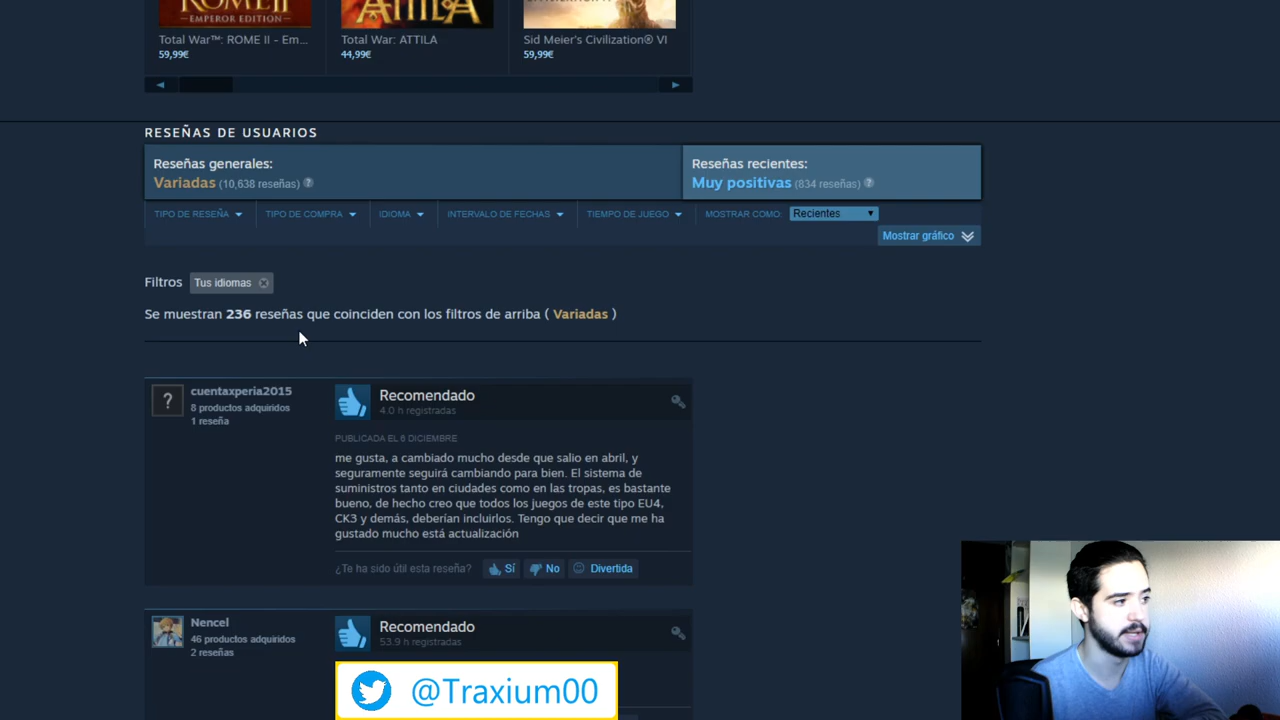 ROME II
EMPEROR EDITION
ATTILA
Total War™: ROME II - Em...
59,99€
Total War: ATTILA
44,99€
Sid Meier's Civilization® VI
59,99€
RESEÑAS DE USUARIOS
Reseñas generales:
Variadas (10,638 reseñas) ?
Reseñas recientes:
Muy positivas (834 reseñas) ?
TIPO DE RESEÑA
TIPO DE COMPRA
IDIOMA
INTERVALO DE FECHAS
TIEMPO DE JUEGO
MOSTRAR COMO:
Recientes
Mostrar gráfico
Filtros
Tus idiomas
Se muestran 236 reseñas que coinciden con los filtros de arriba ( Variadas )
?
cuentaxperia2015
8 productos adquiridos
1 reseña
Recomendado
4.0 h registradas
PUBLICADA EL 6 DICIEMBRE
me gusta, a cambiado mucho desde que salio en abril, y
seguramente seguirá cambiando para bien. El sistema de
suministros tanto en ciudades como en las tropas, es bastante
bueno, de hecho creo que todos los juegos de este tipo EU4,
CK3 y demás, deberían incluirlos. Tengo que decir que me ha
gustado mucho está actualización
¿Te ha sido útil esta reseña?
Sí
No
Divertida
Nencel
46 productos adquiridos
2 reseñas
Recomendado
53.9 h registradas
@Traxium00